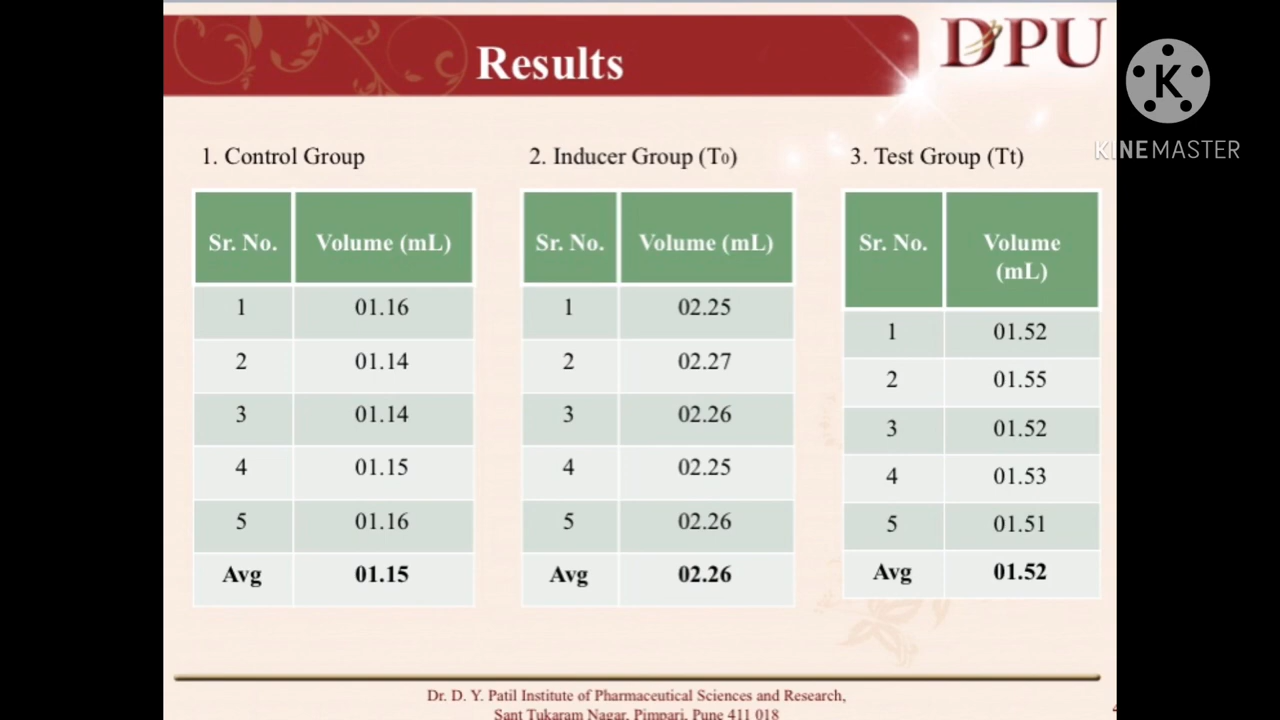 Results
DPU
K
KINEMASTER
1. Control Group
2. Inducer Group (T0)
3. Test Group (Tt)
Sr. No. Volume (mL)
1 01.16
2 01.14
3 01.14
4 01.15
5 01.16
Avg 01.15
Sr. No. Volume (mL)
1 02.25
2 02.27
3 02.26
4 02.25
5 02.26
Avg 02.26
Sr. No. Volume
(mL)
1 01.52
2 01.55
3 01.52
4 01.53
5 01.51
Avg 01.52
Dr. D. Y. Patil Institute of Pharmaceutical Sciences and Research,
Sant Tukaram Nagar, Pimpari, Pune 411 018